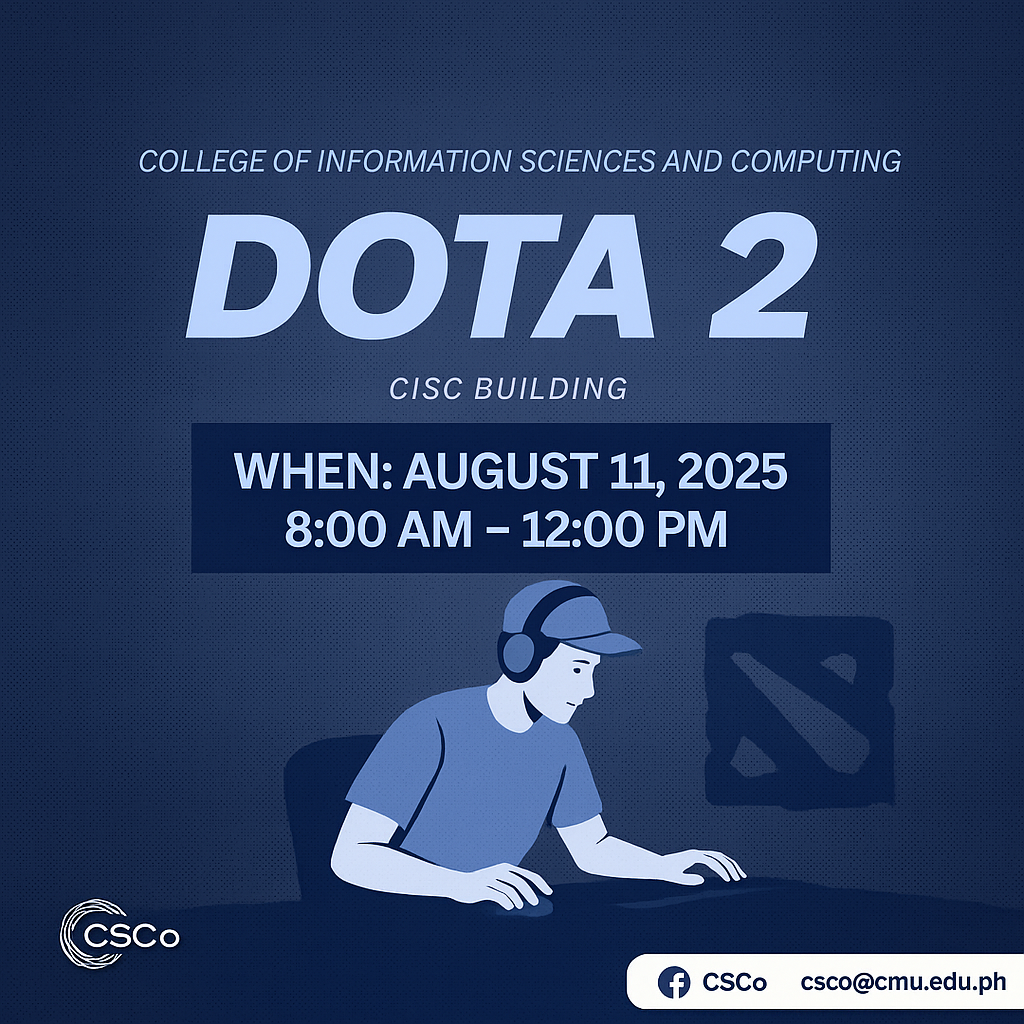 COLLEGE OF INFORMATION SCIENCES AND COMPUTING
DOTA 2
CISC BUILDING
WHEN: AUGUST 11, 2025
8:00 AM – 12:00 PM
CSCo
CSCo csco@cmu.edu.ph